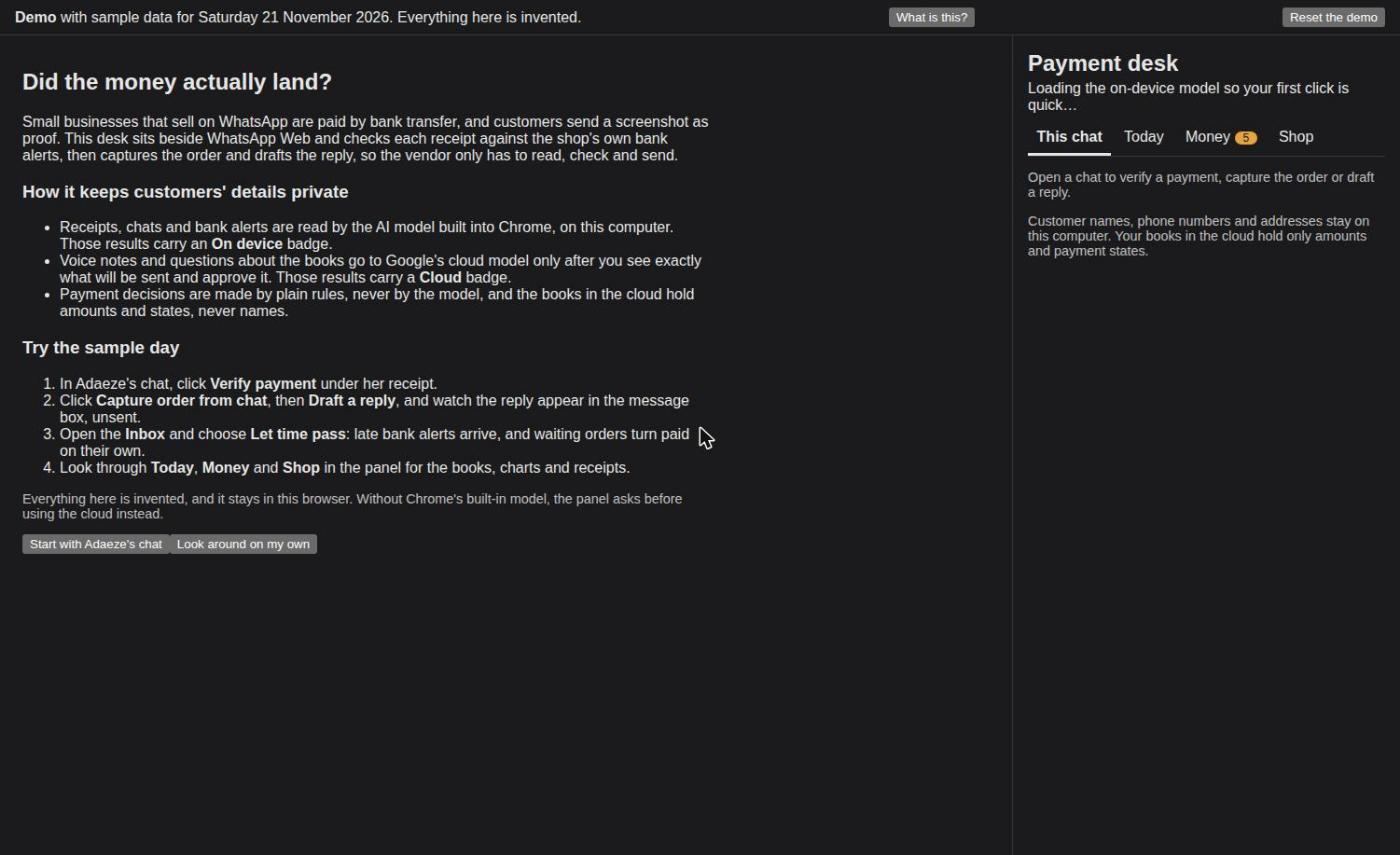 Demo with sample data for Saturday 21 November 2026. Everything here is invented.
What is this?
Reset the demo
Did the money actually land?
Small businesses that sell on WhatsApp are paid by bank transfer, and customers send a screenshot as
proof. This desk sits beside WhatsApp Web and checks each receipt against the shop's own bank
alerts, then captures the order and drafts the reply, so the vendor only has to read, check and send.
How it keeps customers' details private
• Receipts, chats and bank alerts are read by the AI model built into Chrome, on this computer.
Those results carry an On device badge.
• Voice notes and questions about the books go to Google's cloud model only after you see exactly
what will be sent and approve it. Those results carry a Cloud badge.
• Payment decisions are made by plain rules, never by the model, and the books in the cloud hold
amounts and states, never names.
Try the sample day
1. In Adaeze's chat, click Verify payment under her receipt.
2. Click Capture order from chat, then Draft a reply, and watch the reply appear in the message
box, unsent.
3. Open the Inbox and choose Let time pass: late bank alerts arrive, and waiting orders turn paid
on their own.
4. Look through Today, Money and Shop in the panel for the books, charts and receipts.
Everything here is invented, and it stays in this browser. Without Chrome's built-in model, the panel asks before
using the cloud instead.
Start with Adaeze's chat
Look around on my own
Payment desk
Loading the on-device model so your first click is
quick…
This chat
Today
Money 5
Shop
Open a chat to verify a payment, capture the order or draft
a reply.
Customer names, phone numbers and addresses stay on
this computer. Your books in the cloud hold only amounts
and payment states.